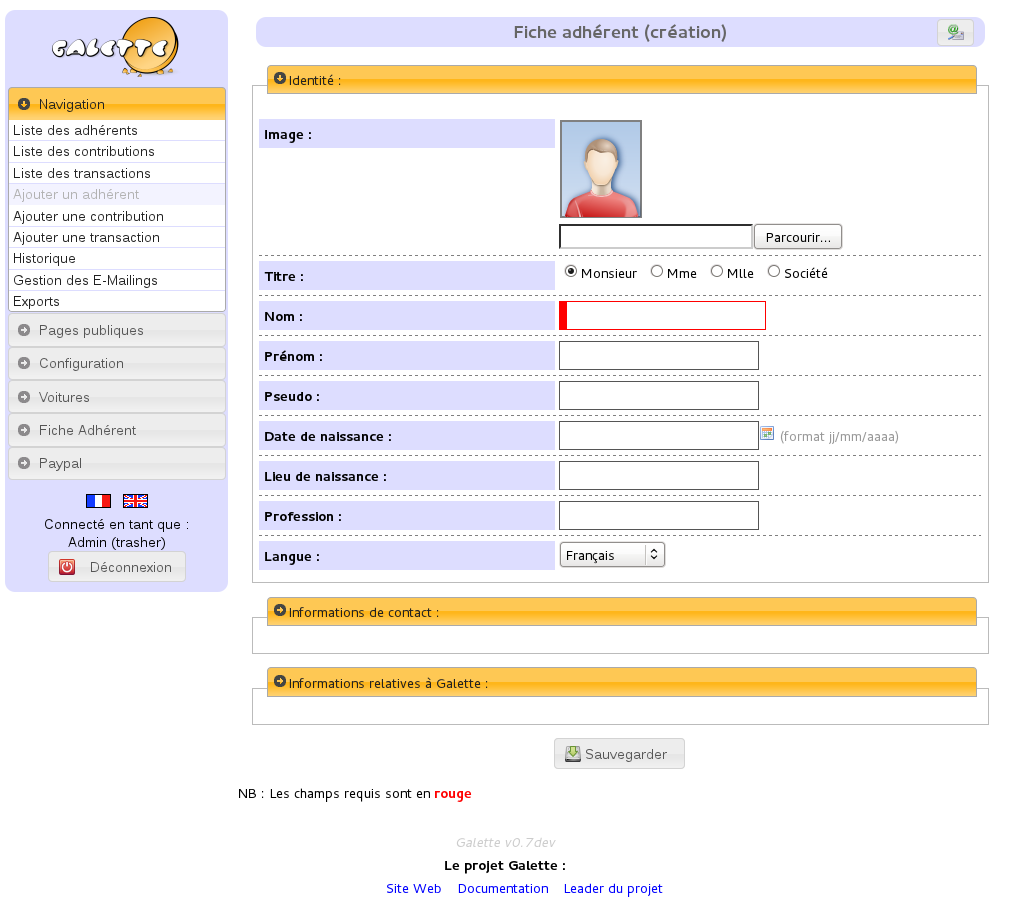 GALETTE
Navigation
Liste des adhérents
Liste des contributions
Liste des transactions
Ajouter un adhérent
Ajouter une contribution
Ajouter une transaction
Historique
Gestion des E-Mailings
Exports
Pages publiques
Configuration
Voitures
Fiche Adhérent
Paypal
Connecté en tant que :
Admin (trasher)
Déconnexion
Fiche adhérent (création)
Identité :
Image :
Parcourir...
Titre : Monsieur Mme Mlle Société
Nom :
Prénom :
Pseudo :
Date de naissance : (format jj/mm/aaaa)
Lieu de naissance :
Profession :
Langue : Français
Informations de contact :
Informations relatives à Galette :
Sauvegarder
NB : Les champs requis sont en rouge
Galette v0.7dev
Le projet Galette :
Site Web Documentation Leader du projet